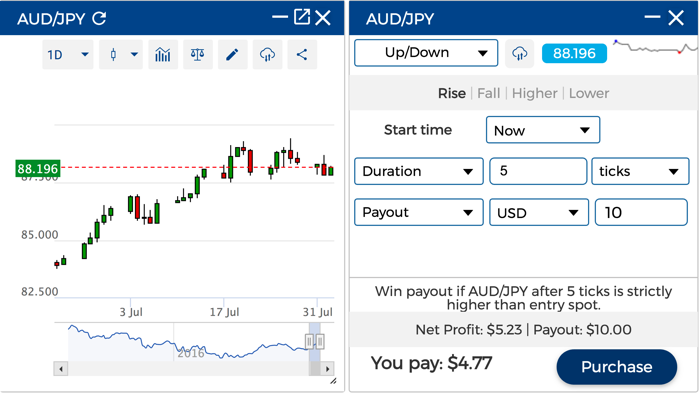 AUD/JPY
1D
88.196
87.500
85.000
82.500
3 Jul
17 Jul
31 Jul
2016
AUD/JPY
Up/Down
88.196
Rise | Fall | Higher | Lower
Start time
Now
Duration
5
ticks
Payout
USD
10
Win payout if AUD/JPY after 5 ticks is strictly
higher than entry spot.
Net Profit: $5.23 | Payout: $10.00
You pay: $4.77
Purchase